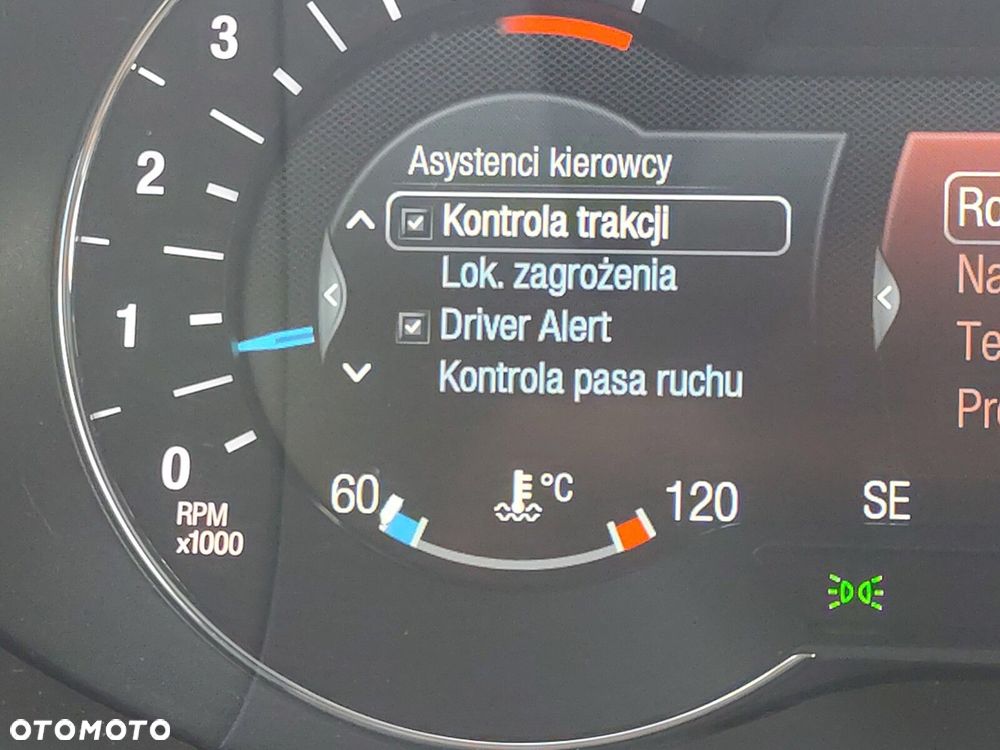 3
2
1
0
RPM
x1000
Asystenci kierowcy
Kontrola trakcji
Lok. zagrożenia
Driver Alert
Kontrola pasa ruchu
60
°C
120
SE
OTOMOTO